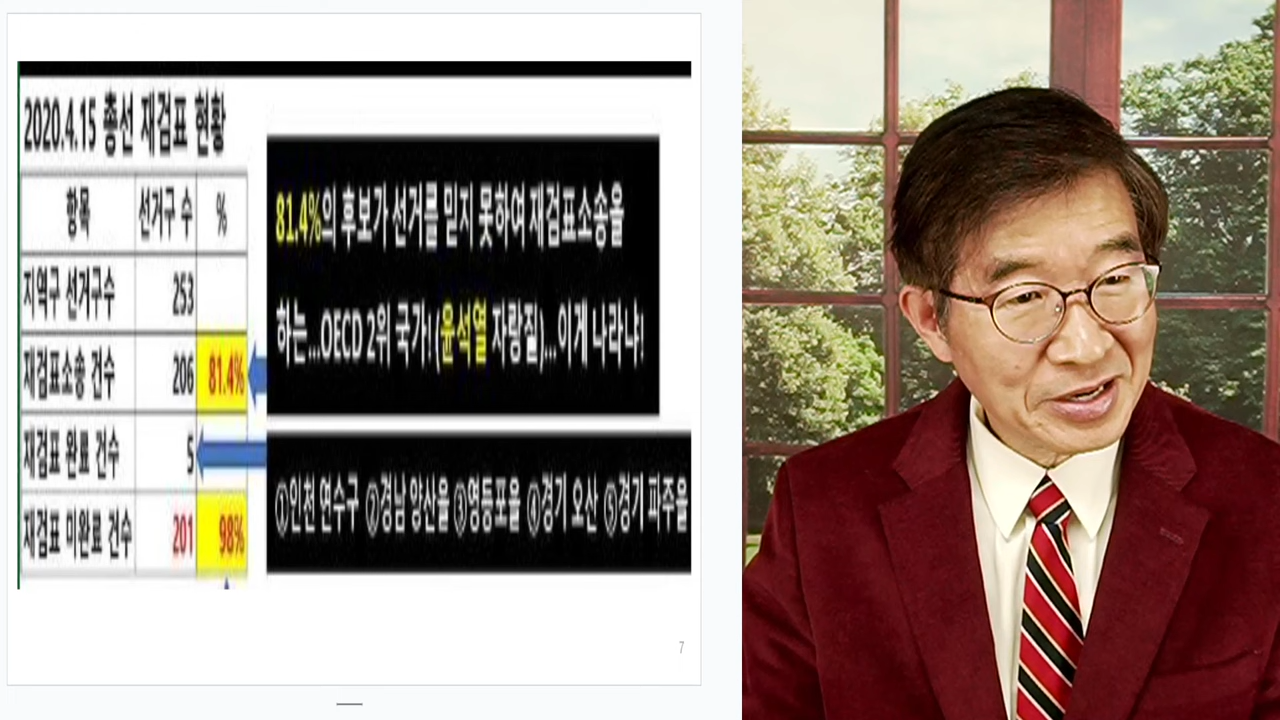 2020.4.15 총선 재검표 현황
항목 선거구 수 %
지역구 선거구수 253
재검표소송 건수 206 81.4%
재검표 완료 건수 5
재검표 미완료 건수 201 98%
81.4%의 후보가 선거를 믿지 못하여 재검표소송을
하는...OECD 2위 국가! (윤석열 자랑질)...이게 나라냐!
①인천 연수구 ②경남 양산을 ③영등포을 ④경기 오산 ⑤경기 파주을
7